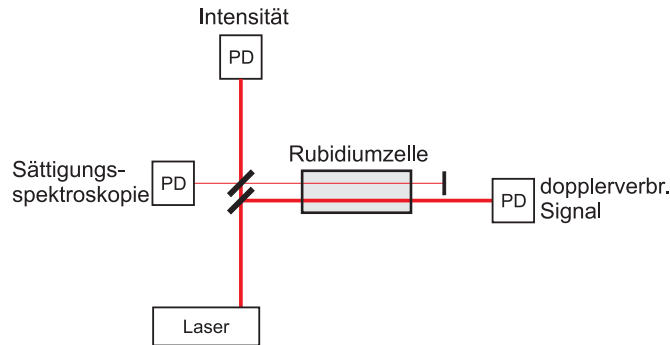 Intensität
PD
Sättigungs-
spektroskopie
PD
Rubidiumzelle
PD
dopplerverbr.
Signal
Laser